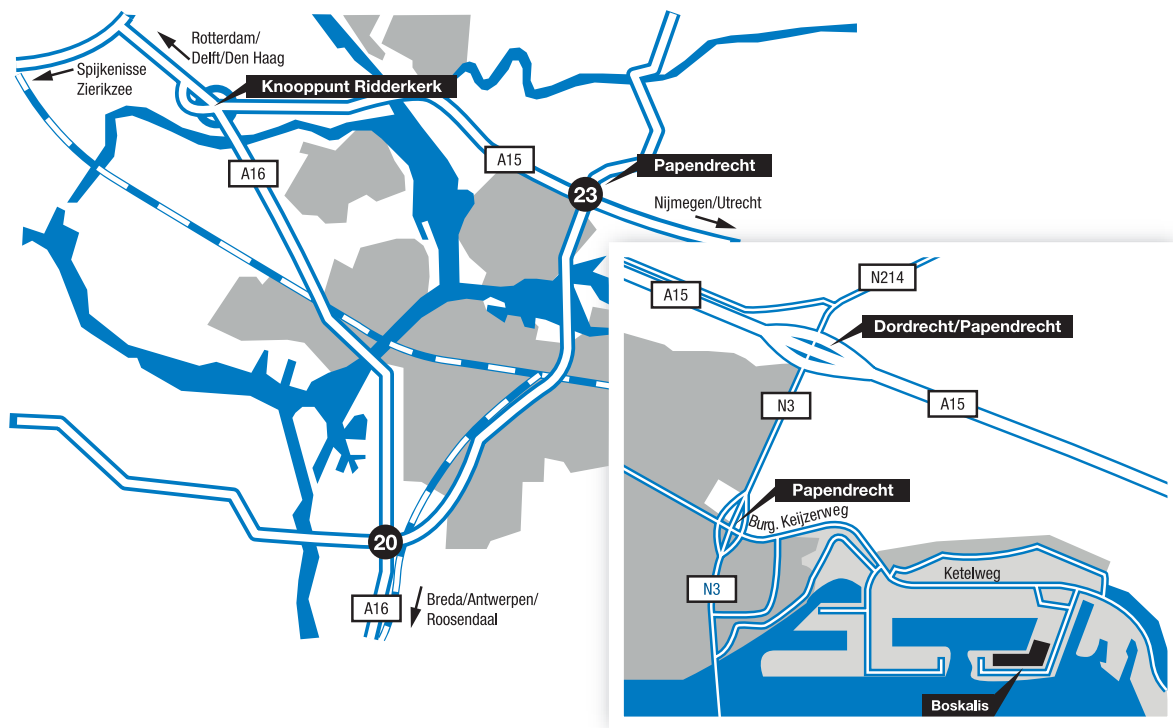 Rotterdam/
Delft/Den Haag
Spijkenisse
Zierikzee
Knooppunt Ridderkerk
A16
A15
Papendrecht
23
Nijmegen/Utrecht
20
A16
Breda/Antwerpen/
Roosendaal
N214
A15
Dordrecht/Papendrecht
N3
A15
Papendrecht
Burg. Keijzerweg
Ketelweg
N3
Boskalis